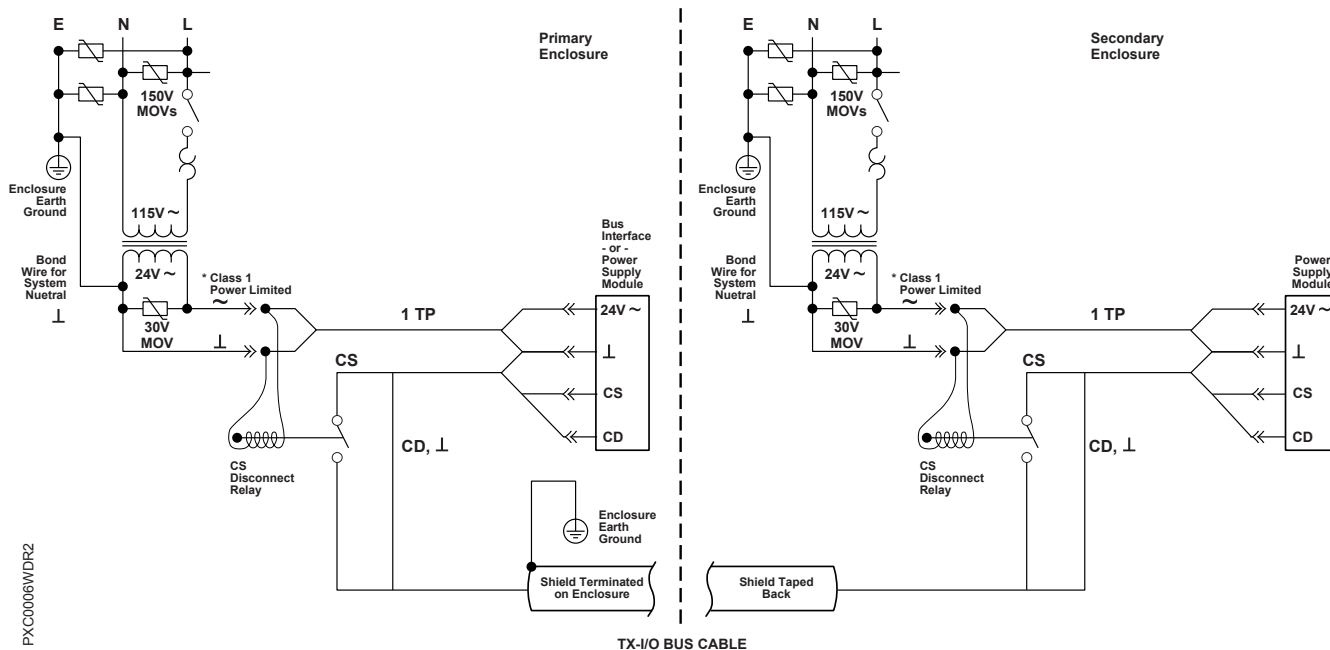 E N L
Primary
Enclosure
150V
MOVs
Enclosure
Earth
Ground
115V ~
Bond
Wire for
System
Nuetral
⊥
24V ~
* Class 1
Power Limited
~
30V
MOV
⊥
1 TP
Bus
Interface
- or -
Power
Supply
Module
24V ~
⊥
CS
CD
CS
CD, ⊥
CS
Disconnect
Relay
Enclosure
Earth
Ground
Shield Terminated
on Enclosure
E N L
Secondary
Enclosure
150V
MOVs
Enclosure
Earth
Ground
115V ~
Bond
Wire for
System
Nuetral
⊥
24V ~
* Class 1
Power Limited
~
30V
MOV
⊥
1 TP
Power
Supply
Module
24V ~
⊥
CS
CD
CS
CD, ⊥
CS
Disconnect
Relay
Shield Taped
Back
TX-I/O BUS CABLE
PXC0006WDR2